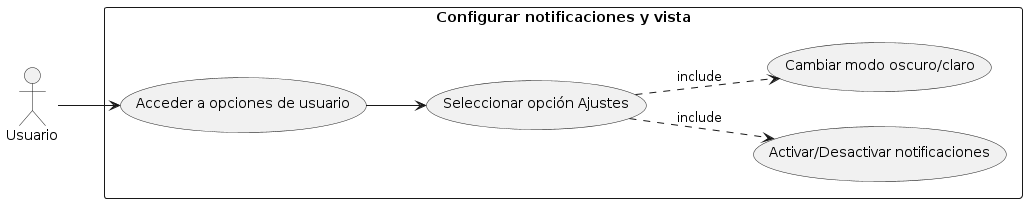 Configurar notificaciones y vista
Usuario
Acceder a opciones de usuario
Seleccionar opción Ajustes
include
Cambiar modo oscuro/claro
include
Activar/Desactivar notificaciones